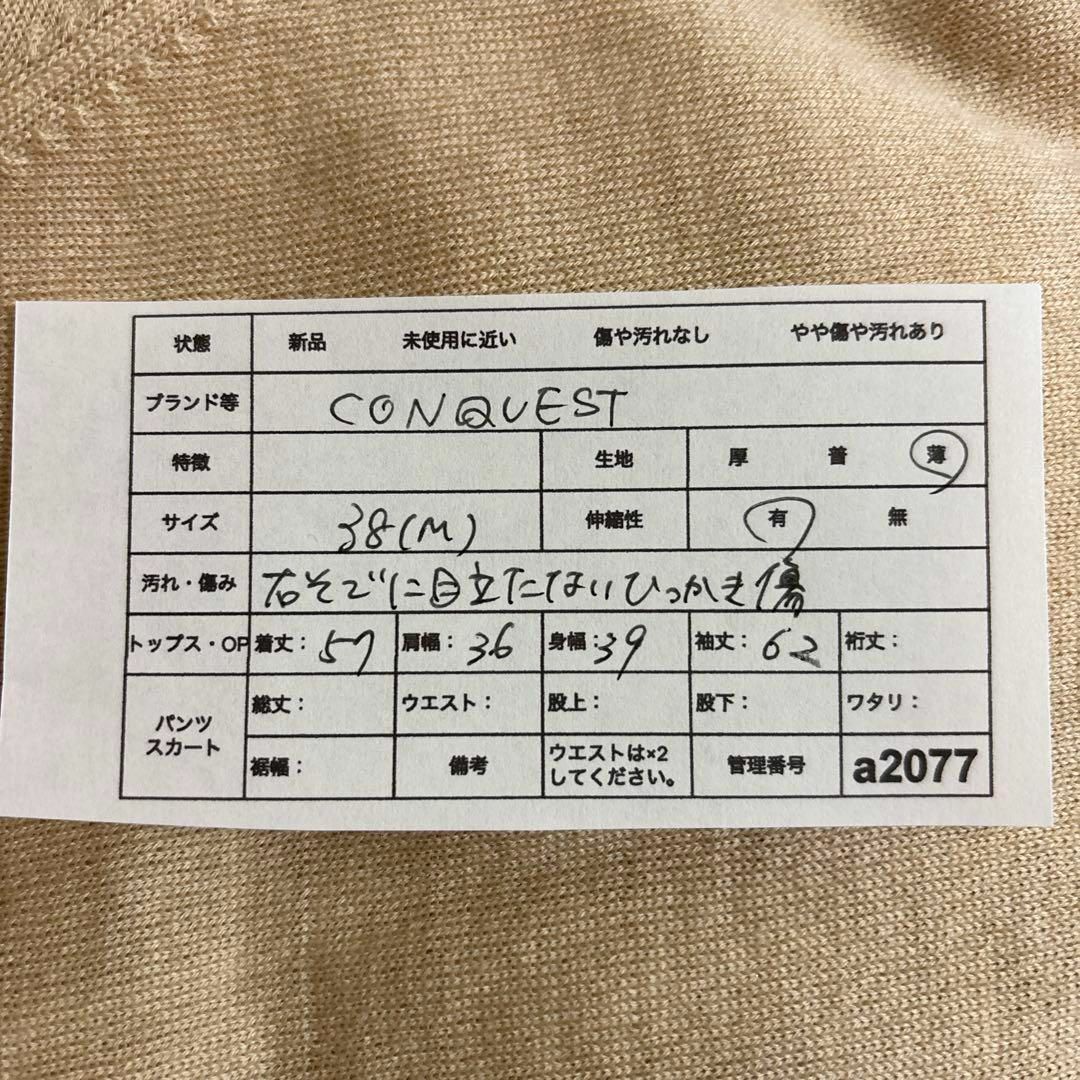 状態 新品 未使用に近い 傷や汚れなし やや傷や汚れあり
ブランド等 CONQUEST
特徴 生地 厚 普 薄
サイズ 38(M) 伸縮性 有 無
汚れ・傷み 右そでに目立たないひっかき傷
トップス・OP 着丈：57 肩幅：36 身幅：39 袖丈：62 裄丈：
パンツ
スカート
総丈： ウエスト： 股上： 股下： ワタリ：
裾幅： 備考 ウエストは×2
してください。 管理番号 a2077